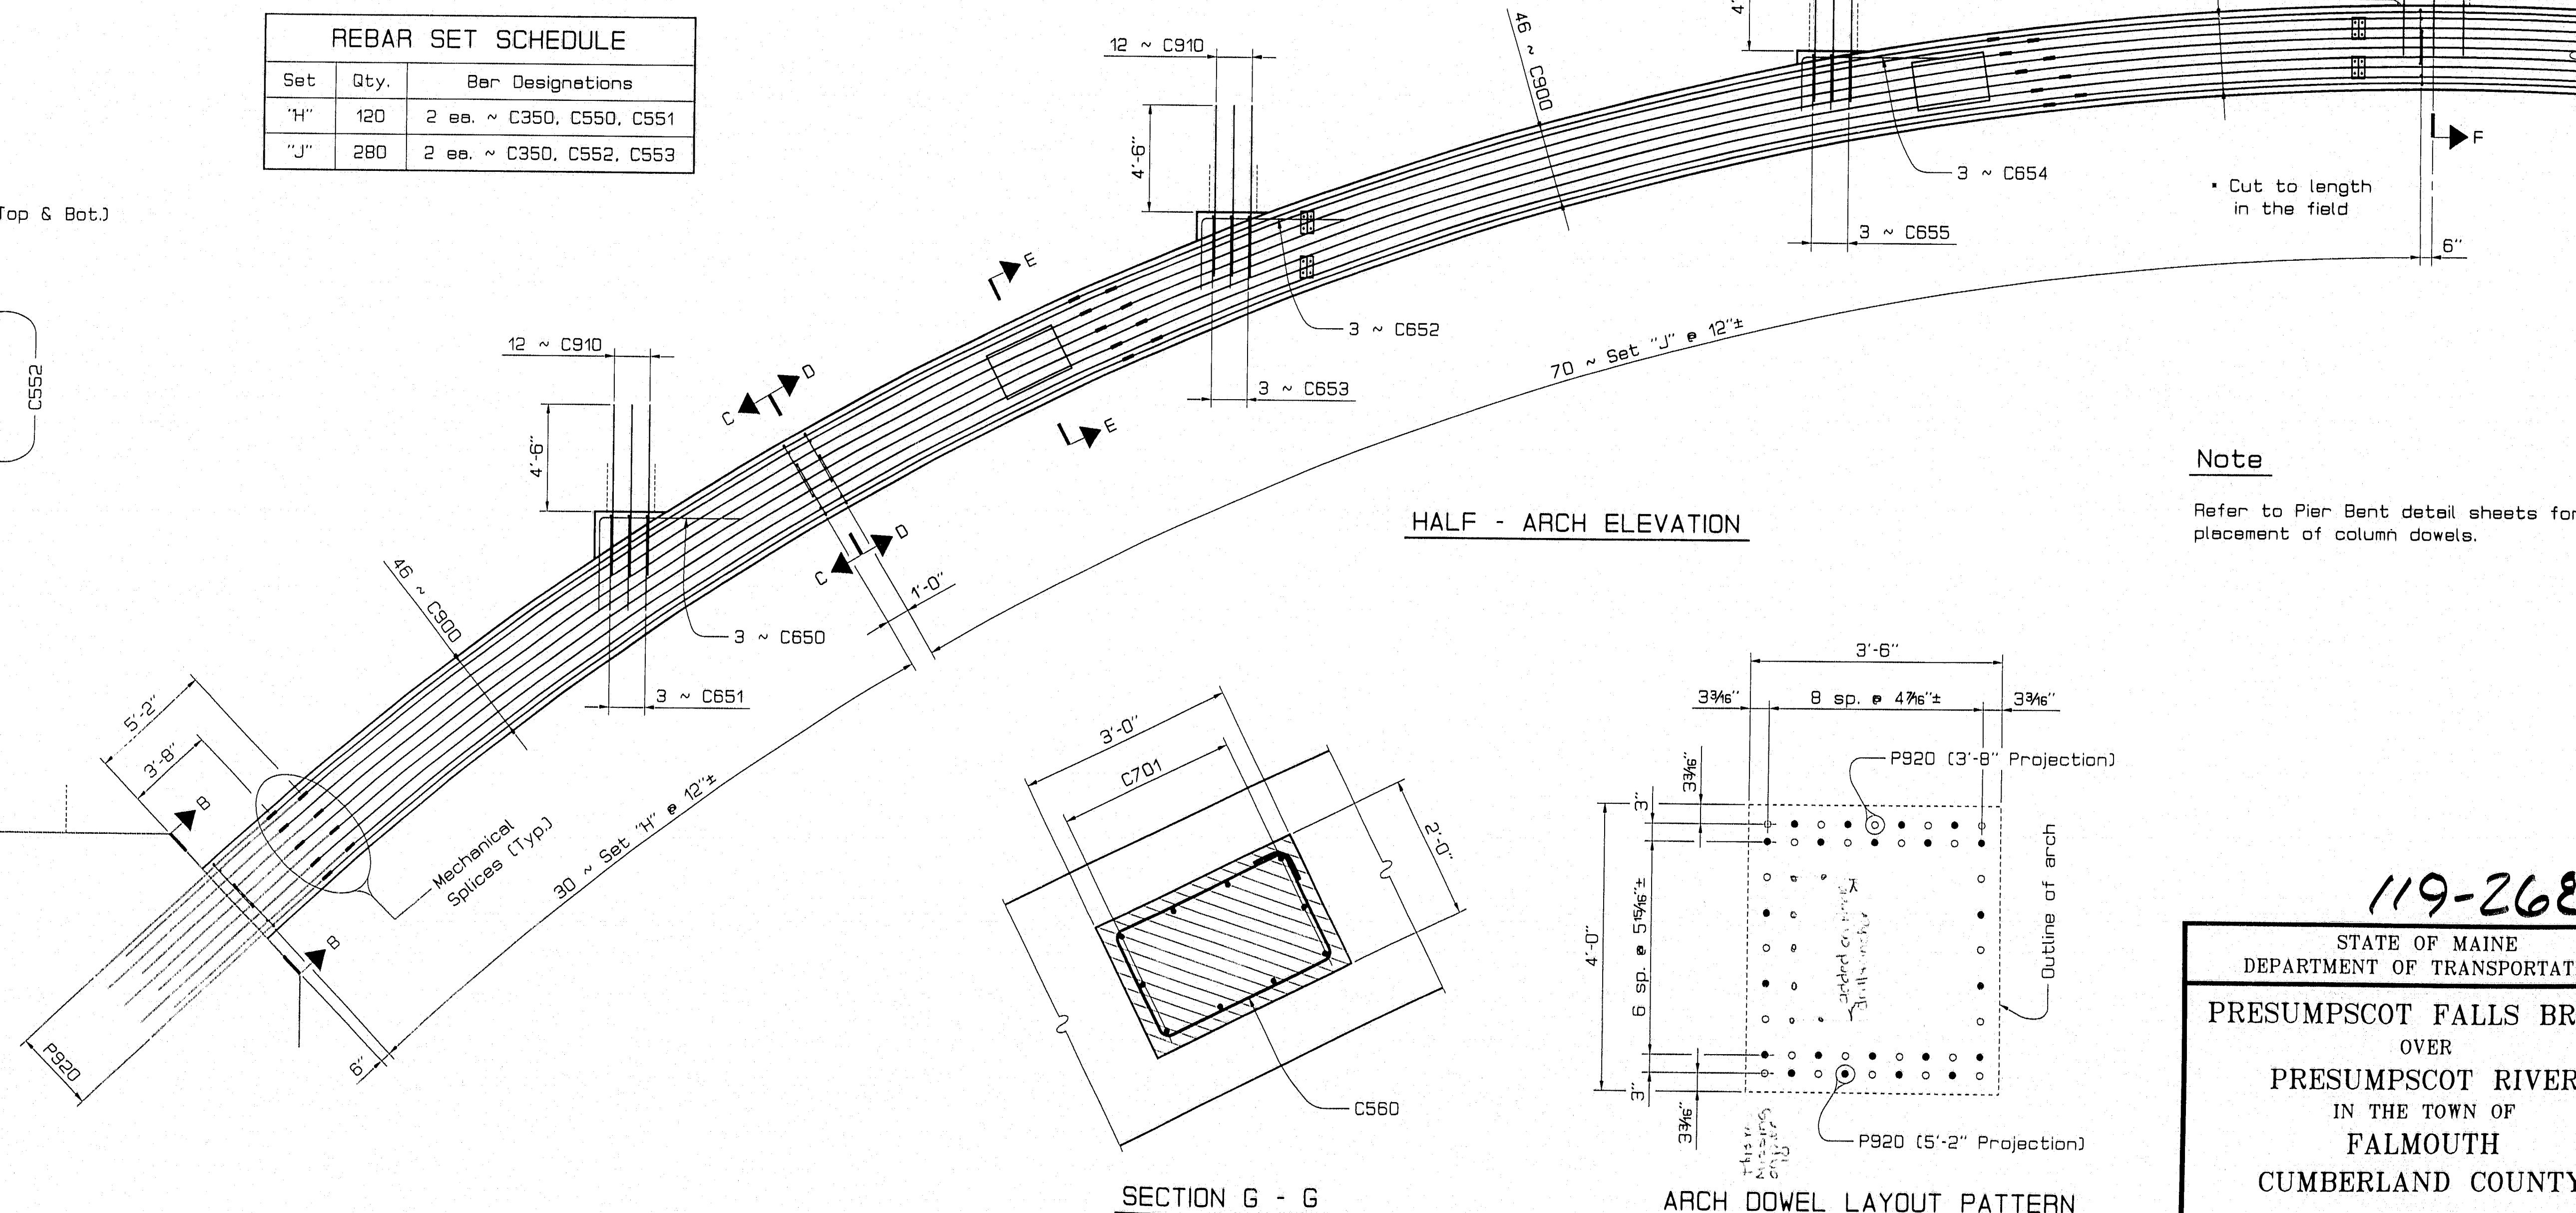 REBAR SET SCHEDULE
Set Qty. Bar Designations
"H" 120 2 ea. ~ C350, C550, C551
"J" 280 2 ea. ~ C350, C552, C553
Top & Bot.)
C552
12 ~ C910
4'-6"
12 ~ C910
4'-6"
46 ~ C900
4'
3 ~ C654
3 ~ C655
F
▪ Cut to length
in the field
6"
E
E
3 ~ C652
3 ~ C653
70 ~ Set "J" @ 12"±
C
D
C
D
1'-0"
46 ~ C900
3 ~ C650
3 ~ C651
5'-2"
3'-8"
B
B
Mechanical
Splices (Typ.)
30 ~ Set "H" @ 12"±
P920
6"
HALF - ARCH ELEVATION
Note
Refer to Pier Bent detail sheets for
placement of column dowels.
3'-0"
C701
2'-0"
C560
SECTION G - G
3'-6"
3 3/16" 8 sp. @ 4 7/16"± 3 3/16"
3 3/16"
3"
P920 (3'-8" Projection)
4'-0"
6 sp. @ 5 15/16"±
Outline of arch
added on
3"
3 3/16"
P920 (5'-2" Projection)
missing
ARCH DOWEL LAYOUT PATTERN
119-268
STATE OF MAINE
DEPARTMENT OF TRANSPORTAT
PRESUMPSCOT FALLS BR
OVER
PRESUMPSCOT RIVER
IN THE TOWN OF
FALMOUTH
CUMBERLAND COUNTY